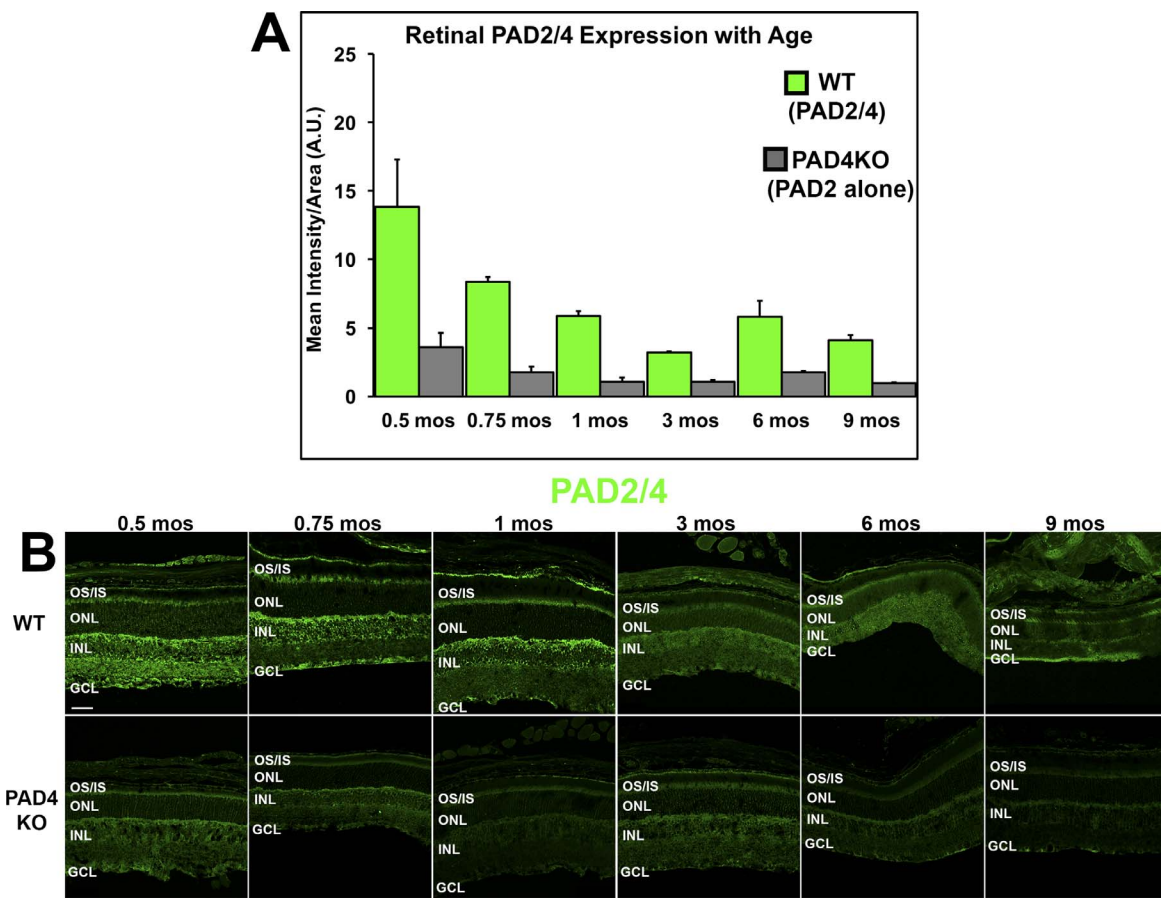 A
Retinal PAD2/4 Expression with Age
25
20
15
10
5
0
Mean Intensity/Area (A.U.)
WT
(PAD2/4)
PAD4KO
(PAD2 alone)
0.5 mos 0.75 mos 1 mos 3 mos 6 mos 9 mos
PAD2/4
B
0.5 mos 0.75 mos 1 mos 3 mos 6 mos 9 mos
WT
OS/IS
ONL
INL
GCL
OS/IS
ONL
INL
GCL
OS/IS
ONL
INL
GCL
OS/IS
ONL
INL
GCL
OS/IS
ONL
INL
GCL
OS/IS
ONL
INL
GCL
PAD4
KO
OS/IS
ONL
INL
GCL
OS/IS
ONL
INL
GCL
OS/IS
ONL
INL
GCL
OS/IS
ONL
INL
GCL
OS/IS
ONL
INL
GCL
OS/IS
ONL
INL
GCL